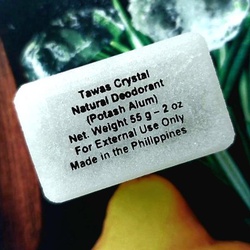 Tawas Crystal
Natural Deodorant
(Potash Alum)
Net. Weight 55 g - 2 oz
For External Use Only
Made in the Philippines